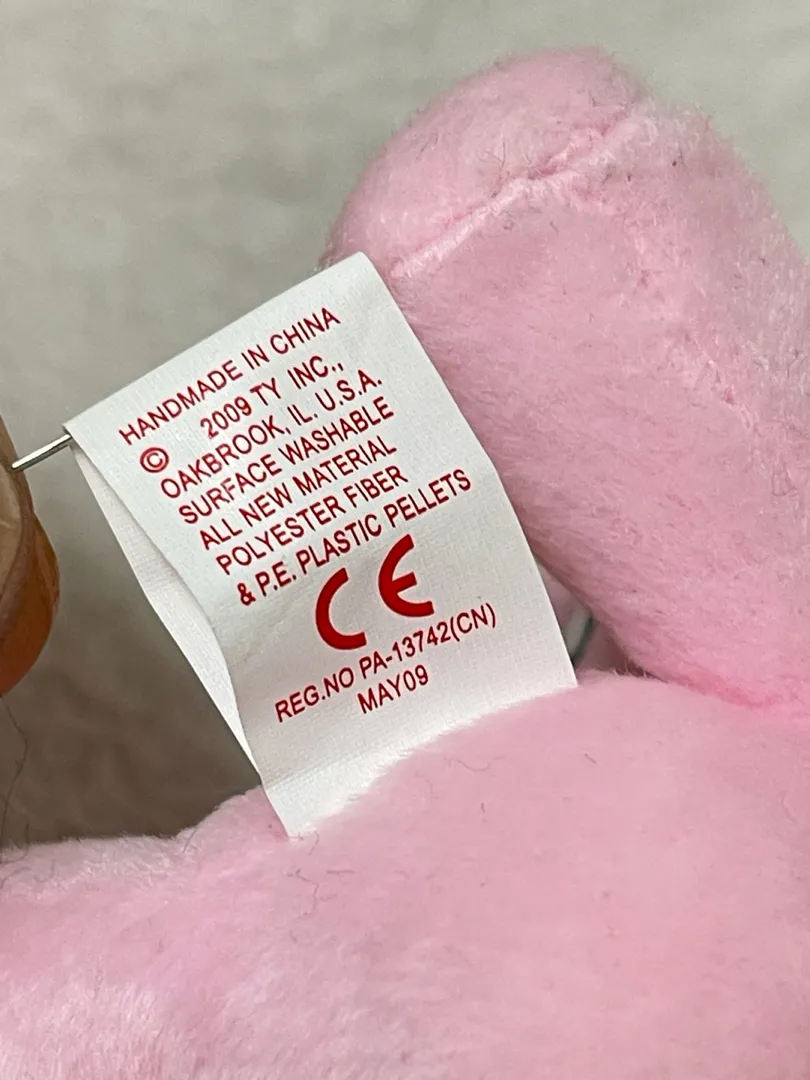 HANDMADE IN CHINA
© 2009 TY INC.,
OAKBROOK, IL. U.S.A.
SURFACE WASHABLE
ALL NEW MATERIAL
POLYESTER FIBER
& P.E. PLASTIC PELLETS
CE
REG.NO PA-13742(CN)
MAY09